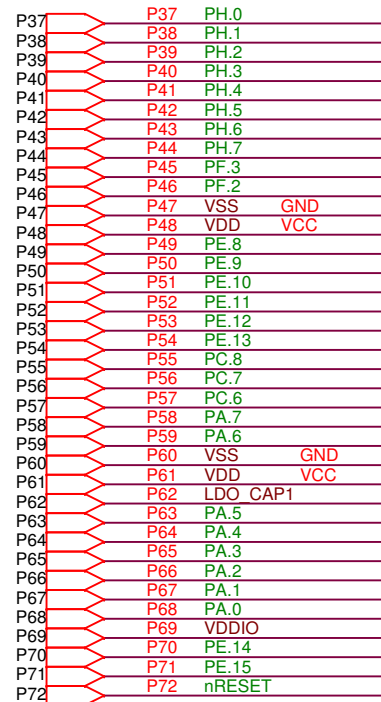 P37 P37 PH.0
P38 P38 PH.1
P39 P39 PH.2
P40 P40 PH.3
P41 P41 PH.4
P42 P42 PH.5
P43 P43 PH.6
P44 P44 PH.7
P45 P45 PF.3
P46 P46 PF.2
P47 P47 VSS GND
P48 P48 VDD VCC
P49 P49 PE.8
P50 P50 PE.9
P51 P51 PE.10
P52 P52 PE.11
P53 P53 PE.12
P54 P54 PE.13
P55 P55 PC.8
P56 P56 PC.7
P57 P57 PC.6
P58 P58 PA.7
P59 P59 PA.6
P60 P60 VSS GND
P61 P61 VDD VCC
P62 P62 LDO_CAP1
P63 P63 PA.5
P64 P64 PA.4
P65 P65 PA.3
P66 P66 PA.2
P67 P67 PA.1
P68 P68 PA.0
P69 P69 VDDIO
P70 P70 PE.14
P71 P71 PE.15
P72 P72 nRESET